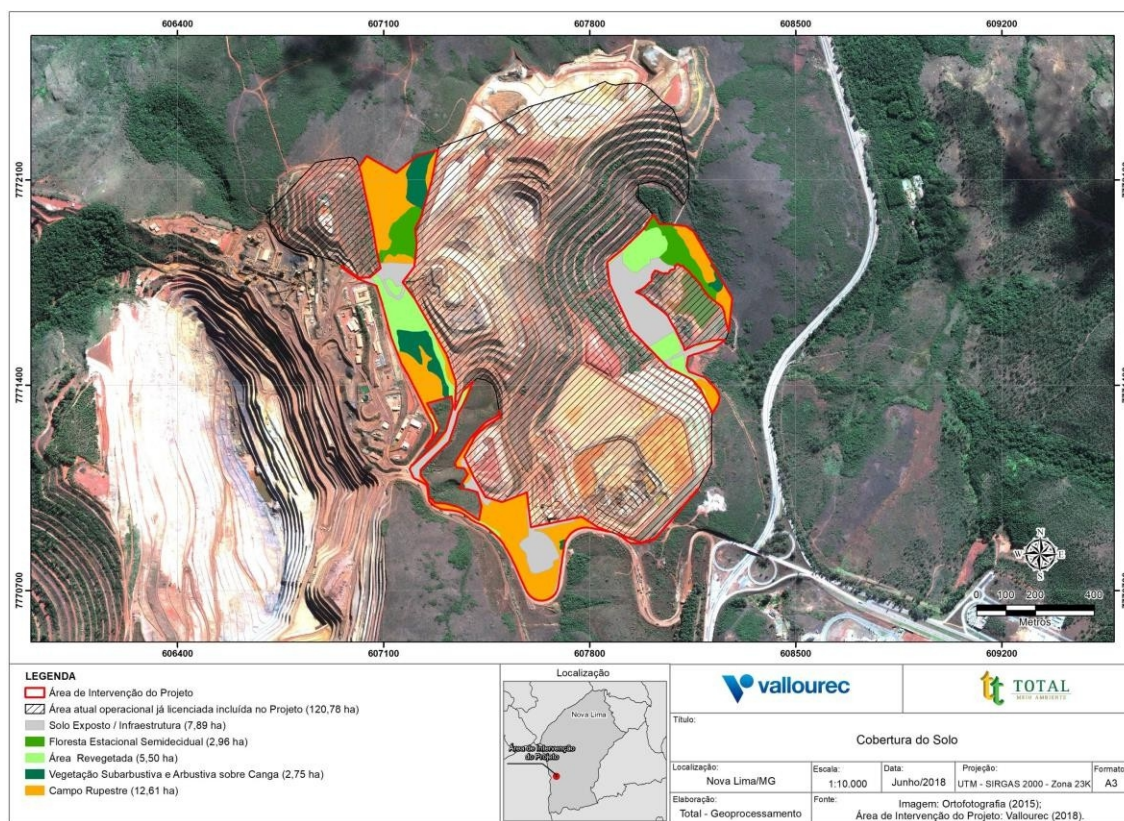 606400 607100 607800 608500 609200
7772100 7772100
7771400 7771400
7770700 7770700
N
W E
S
0 100 200 400
Metros
606400 607100 607800 608500 609200
LEGENDA
Área de Intervenção do Projeto
Área atual operacional já licenciada incluída no Projeto (120,78 ha)
Solo Exposto / Infraestrutura (7,89 ha)
Floresta Estacional Semidecidual (2,96 ha)
Área Revegetada (5,50 ha)
Vegetação Subarbustiva e Arbustiva sobre Canga (2,75 ha)
Campo Rupestre (12,61 ha)
Localização
Nova Lima
Área de Intervenção
do Projeto
vallourec
tt TOTAL
MEIO AMBIENTE
Título:
Cobertura do Solo
Localização:
Nova Lima/MG
Escala:
1:10.000
Data:
Junho/2018
Projeção:
UTM - SIRGAS 2000 - Zona 23K
Formato
A3
Elaboração:
Total - Geoprocessamento
Fonte:
Imagem: Ortofotografia (2015);
Área de Intervenção do Projeto: Vallourec (2018).